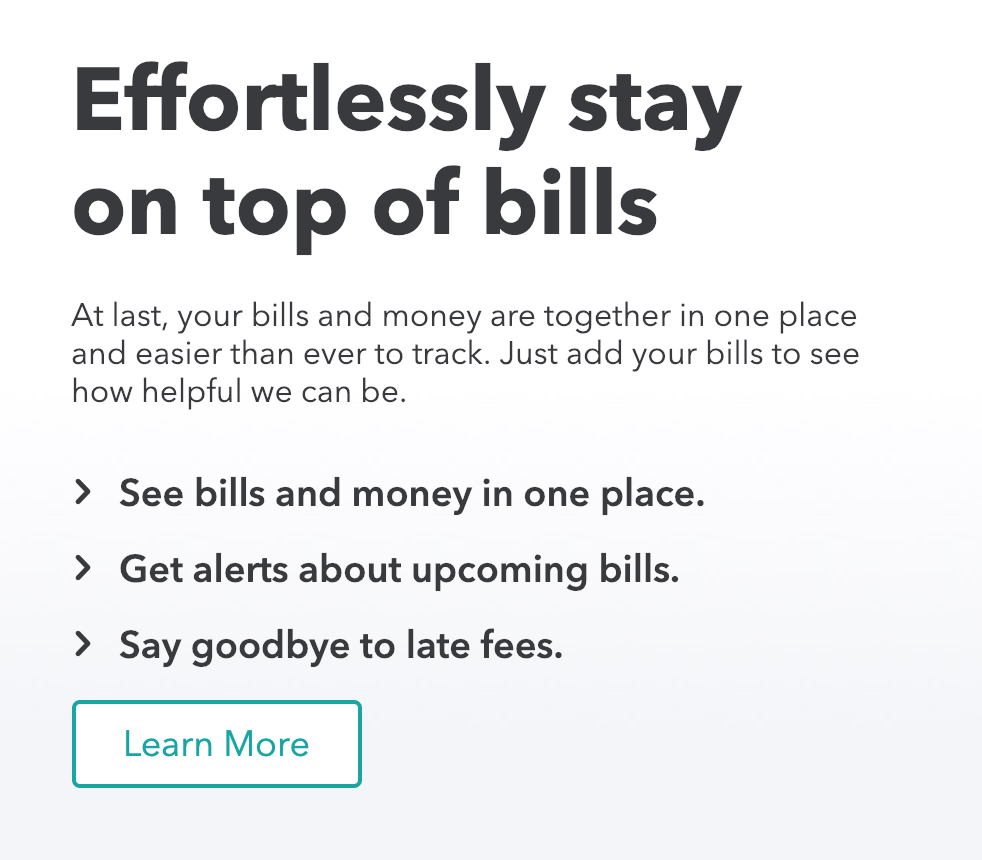 Effortlessly stay
on top of bills
At last, your bills and money are together in one place
and easier than ever to track. Just add your bills to see
how helpful we can be.
See bills and money in one place.
Get alerts about upcoming bills.
Say goodbye to late fees.
Learn More